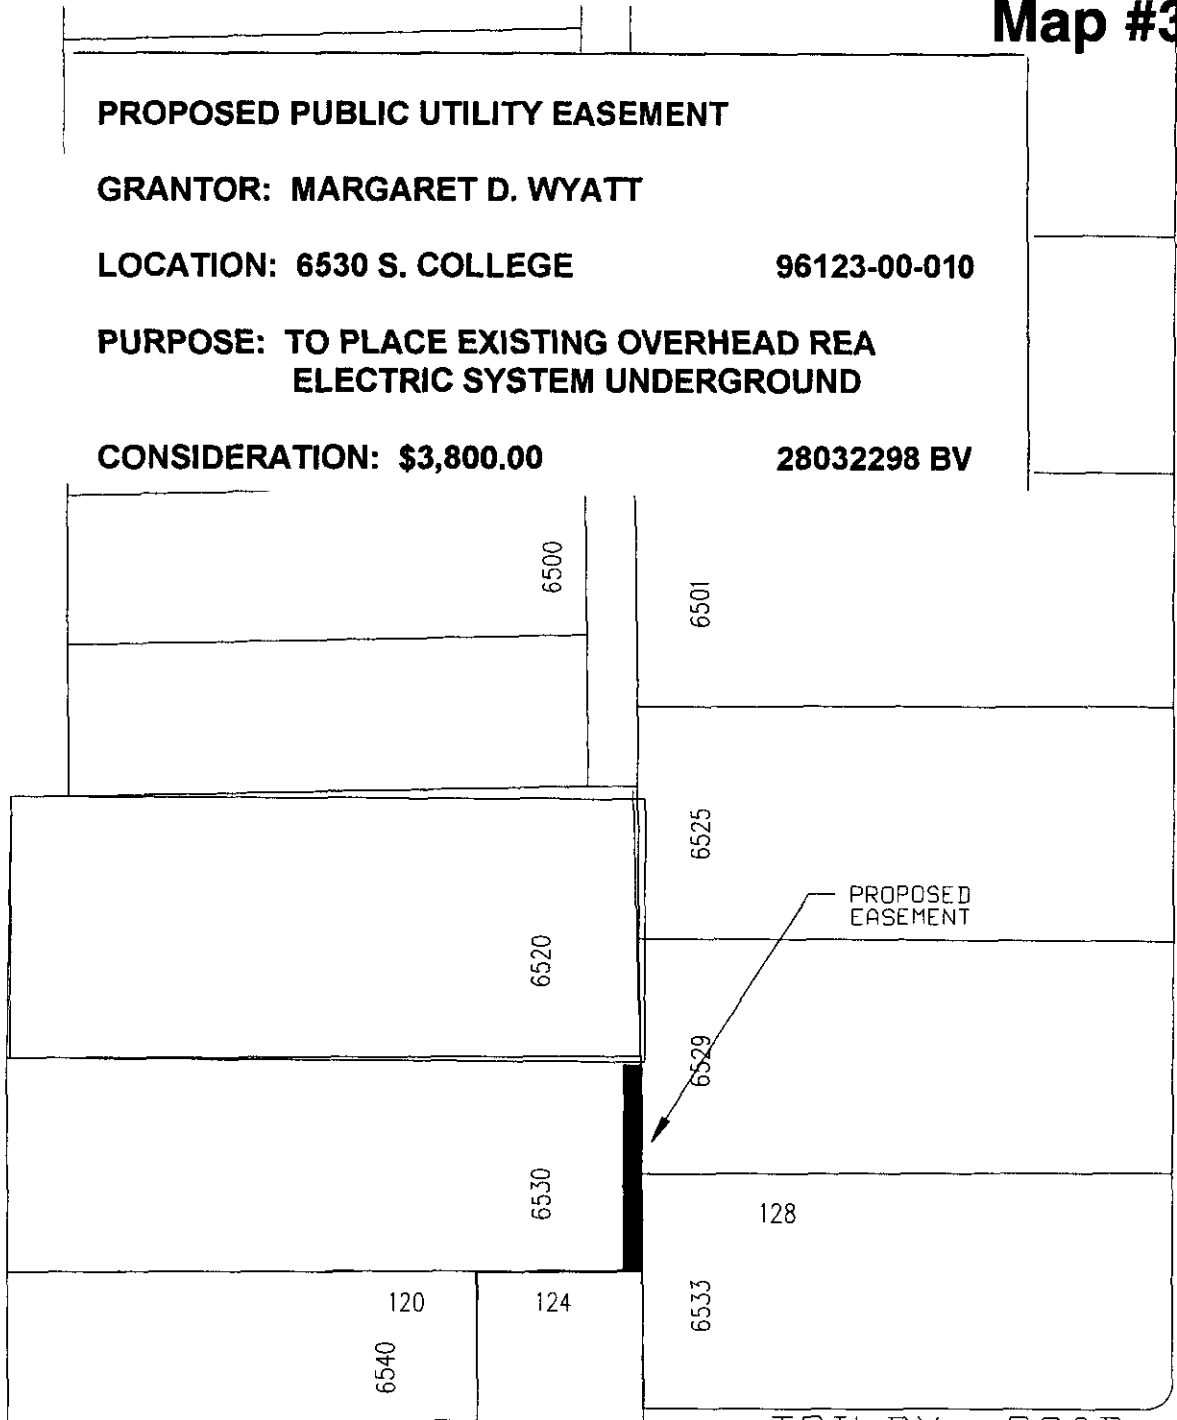 Map #3
PROPOSED PUBLIC UTILITY EASEMENT
GRANTOR: MARGARET D. WYATT
LOCATION: 6530 S. COLLEGE 96123-00-010
PURPOSE: TO PLACE EXISTING OVERHEAD REA
ELECTRIC SYSTEM UNDERGROUND
CONSIDERATION: $3,800.00 28032298 BV
6500
6501
6525
PROPOSED
EASEMENT
6520
6529
6530
128
120
124
6533
6540